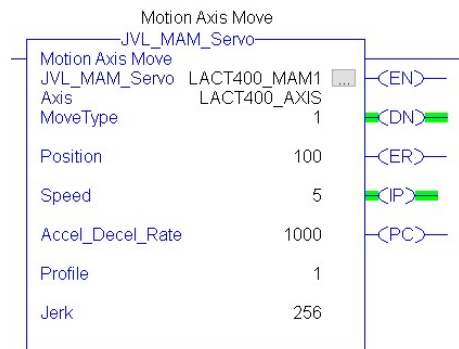 Motion Axis Move
JVL_MAM_Servo
Motion Axis Move
JVL_MAM_Servo LACT400_MAM1 ... (EN)
Axis LACT400_AXIS
MoveType 1 (DN)
Position 100 (ER)
Speed 5 (IP)
Accel_Decel_Rate 1000 (PC)
Profile 1
Jerk 256